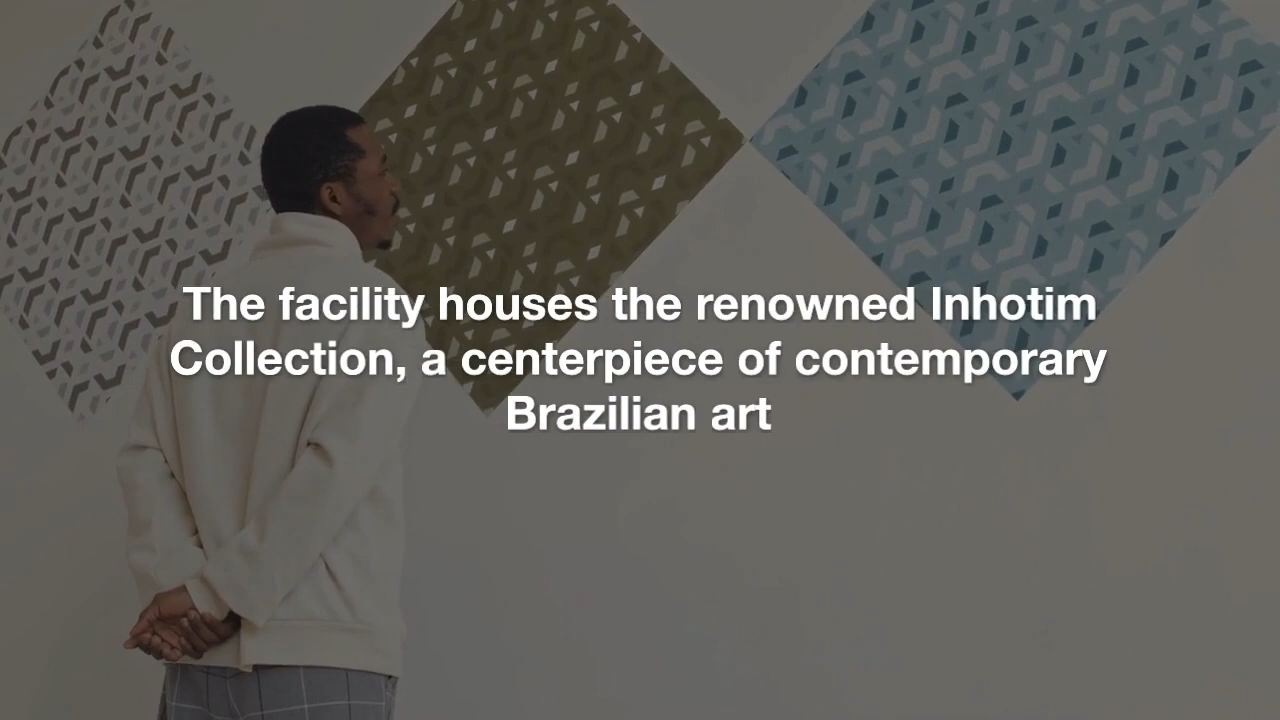 The facility houses the renowned Inhotim
Collection, a centerpiece of contemporary
Brazilian art